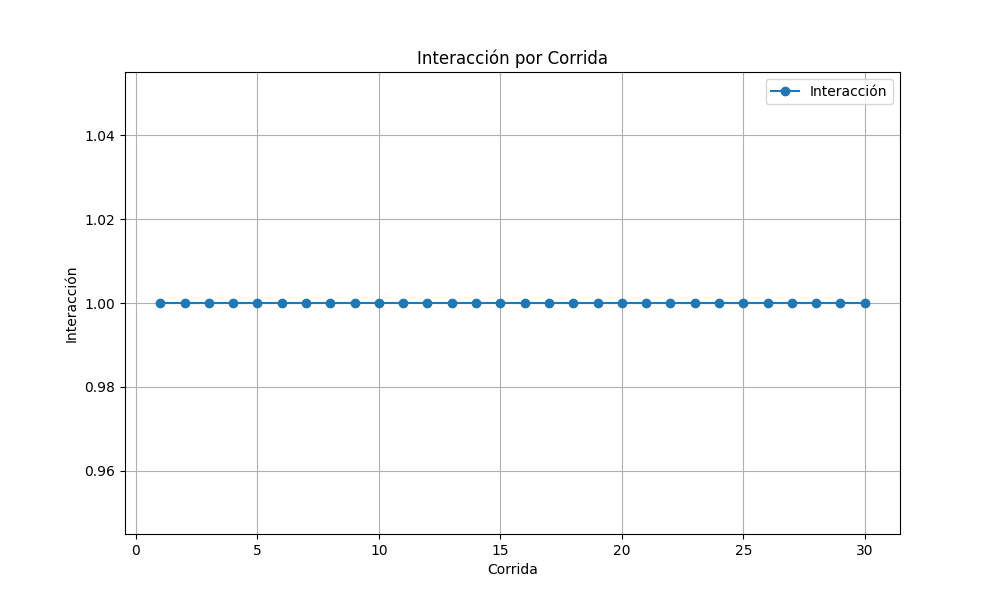 Interacción por Corrida
Interacción
1.04
1.02
1.00
0.98
0.96
Interacción
0 5 10 15 20 25 30
Corrida